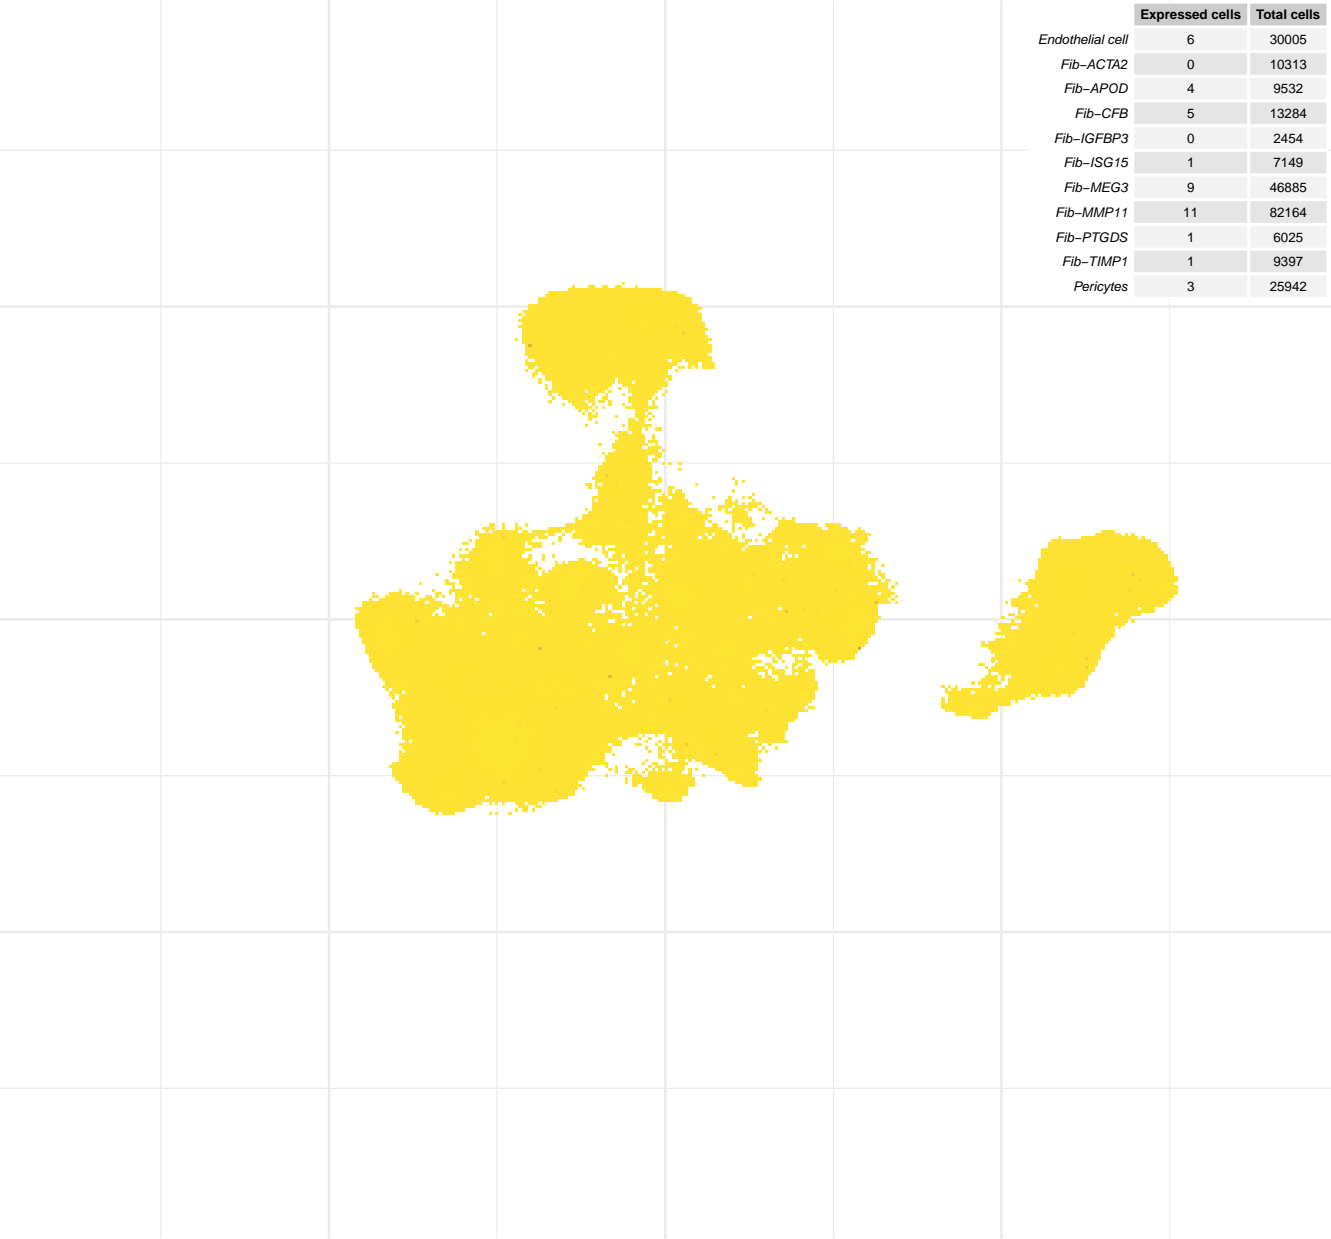 Expressed cells Total cells
Endothelial cell 6 30005
Fib−ACTA2 0 10313
Fib−APOD 4 9532
Fib−CFB 5 13284
Fib−IGFBP3 0 2454
Fib−ISG15 1 7149
Fib−MEG3 9 46885
Fib−MMP11 11 82164
Fib−PTGDS 1 6025
Fib−TIMP1 1 9397
Pericytes 3 25942